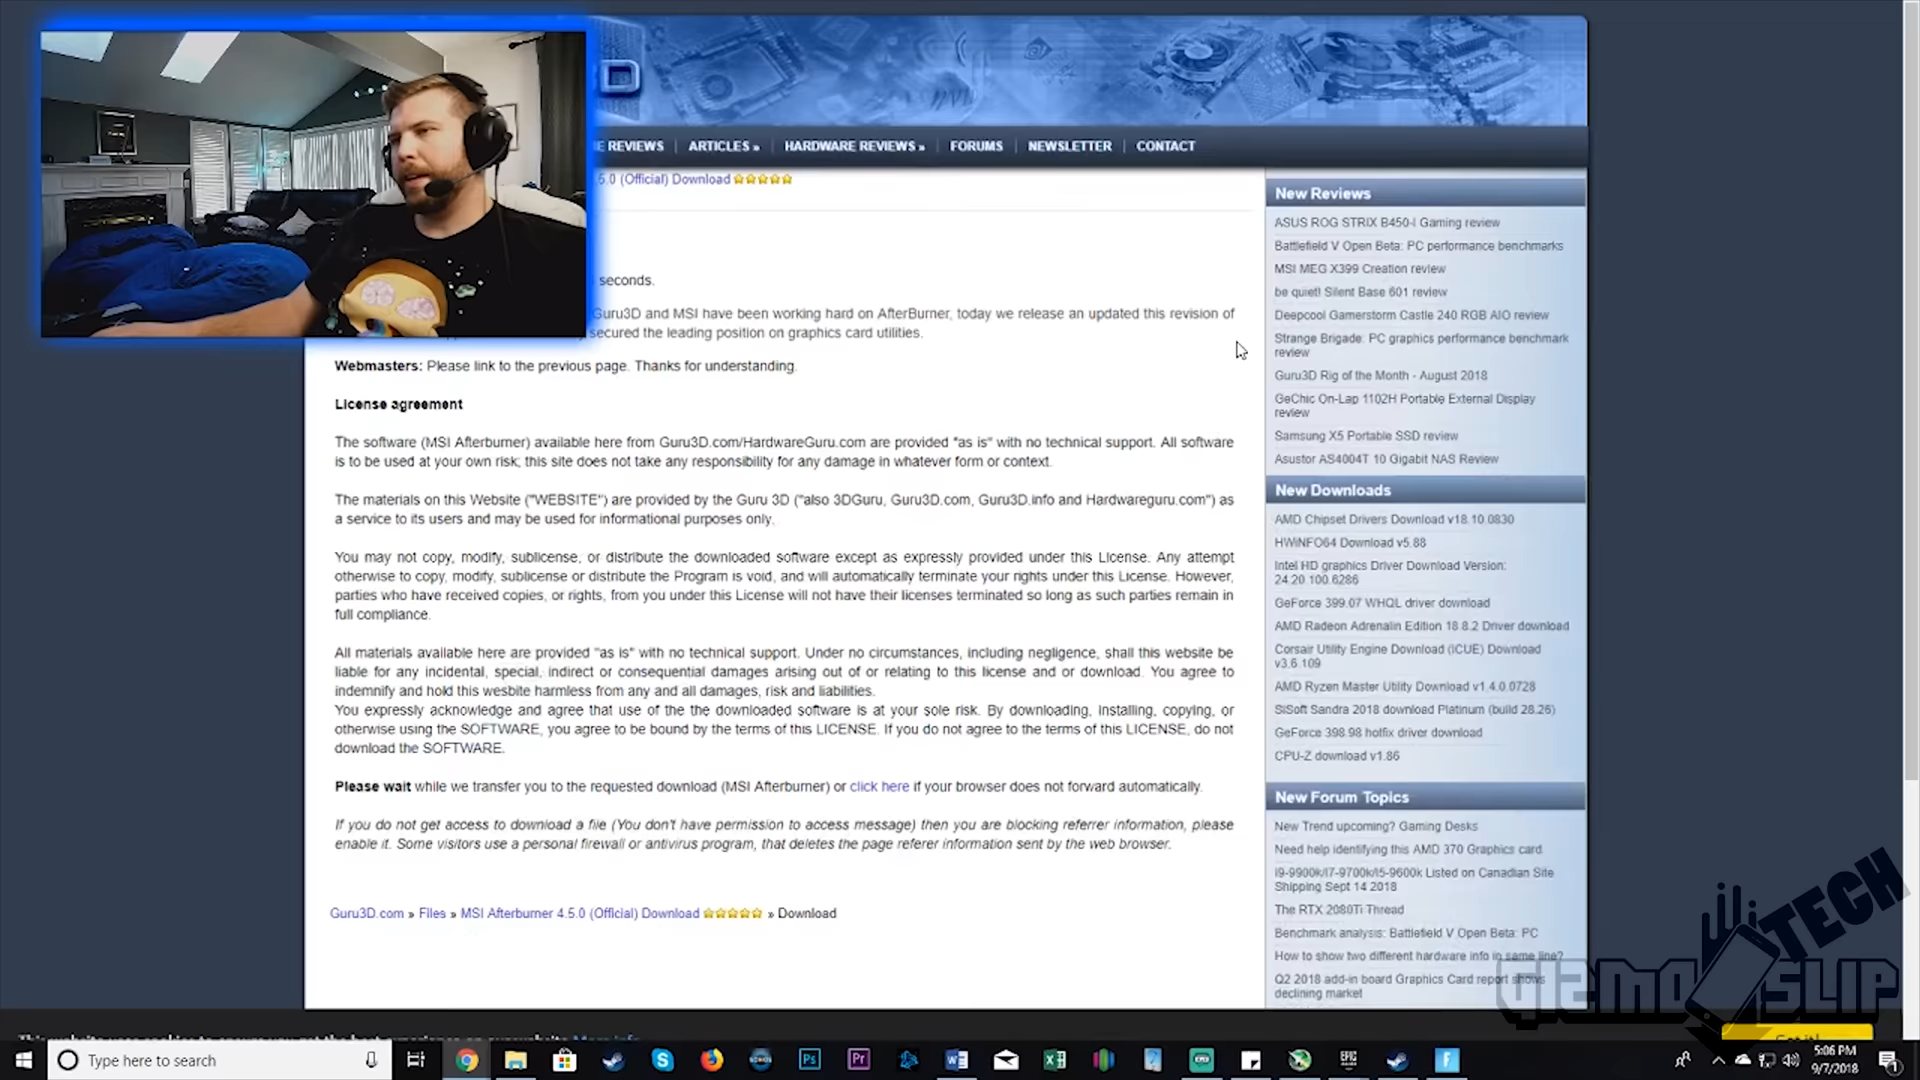 E REVIEWS ARTICLES » HARDWARE REVIEWS » FORUMS NEWSLETTER CONTACT
5.0 (Official) Download
seconds.
Guru3D and MSI have been working hard on AfterBurner, today we release an updated this revision of
secured the leading position on graphics card utilities.
Webmasters: Please link to the previous page. Thanks for understanding.
License agreement
The software (MSI Afterburner) available here from Guru3D.com/HardwareGuru.com are provided "as is" with no technical support. All software
is to be used at your own risk; this site does not take any responsibility for any damage in whatever form or context.
The materials on this Website ("WEBSITE") are provided by the Guru 3D ("also 3DGuru, Guru3D.com, Guru3D.info and Hardwareguru.com") as
a service to its users and may be used for informational purposes only.
You may not copy, modify, sublicense, or distribute the downloaded software except as expressly provided under this License. Any attempt
otherwise to copy, modify, sublicense or distribute the Program is void, and will automatically terminate your rights under this License. However,
parties who have received copies, or rights, from you under this License will not have their licenses terminated so long as such parties remain in
full compliance.
All materials available here are provided "as is" with no technical support. Under no circumstances, including negligence, shall this website be
liable for any incidental, special, indirect or consequential damages arising out of or relating to this license and or download. You agree to
indemnify and hold this wesbite harmless from any and all damages, risk and liabilities.
You expressly acknowledge and agree that use of the the downloaded software is at your sole risk. By downloading, installing, copying, or
otherwise using the SOFTWARE, you agree to be bound by the terms of this LICENSE. If you do not agree to the terms of this LICENSE, do not
download the SOFTWARE.
Please wait while we transfer you to the requested download (MSI Afterburner) or click here if your browser does not forward automatically.
If you do not get access to download a file (You don't have permission to access message) then you are blocking referrer information, please
enable it. Some visitors use a personal firewall or antivirus program, that deletes the page referer information sent by the web browser.
Guru3D.com » Files » MSI Afterburner 4.5.0 (Official) Download » Download
New Reviews
ASUS ROG STRIX B450-I Gaming review
Battlefield V Open Beta: PC performance benchmarks
MSI MEG X399 Creation review
be quiet! Silent Base 601 review
Deepcool Gamerstorm Castle 240 RGB AIO review
Strange Brigade: PC graphics performance benchmark
review
Guru3D Rig of the Month - August 2018
GeChic On-Lap 1102H Portable External Display
review
Samsung X5 Portable SSD review
Asustor AS4004T 10 Gigabit NAS Review
New Downloads
AMD Chipset Drivers Download v18.10.0830
HWiNFO64 Download v5.88
Intel HD graphics Driver Download Version:
24.20.100.6286
GeForce 399.07 WHQL driver download
AMD Radeon Adrenalin Edition 18.8.2 Driver download
Corsair Utility Engine Download (iCUE) Download
v3.6.109
AMD Ryzen Master Utility Download v1.4.0.0728
SiSoft Sandra 2018 download Platinum (build 28.26)
GeForce 398.98 hotfix driver download
CPU-Z download v1.86
New Forum Topics
New Trend upcoming? Gaming Desks
Need help identifying this AMD 370 Graphics card
i9-9900k/i7-9700k/i5-9600k Listed on Canadian Site
Shipping Sept 14 2018
The RTX 2080Ti Thread
Benchmark analysis: Battlefield V Open Beta: PC
How to show two different hardware info in same line?
Q2 2018 add-in board Graphics Card report shows
declining market
GIZMO SLIP TECH
Type here to search
Ps
Pr
EPIC
5:06 PM
9/7/2018
1